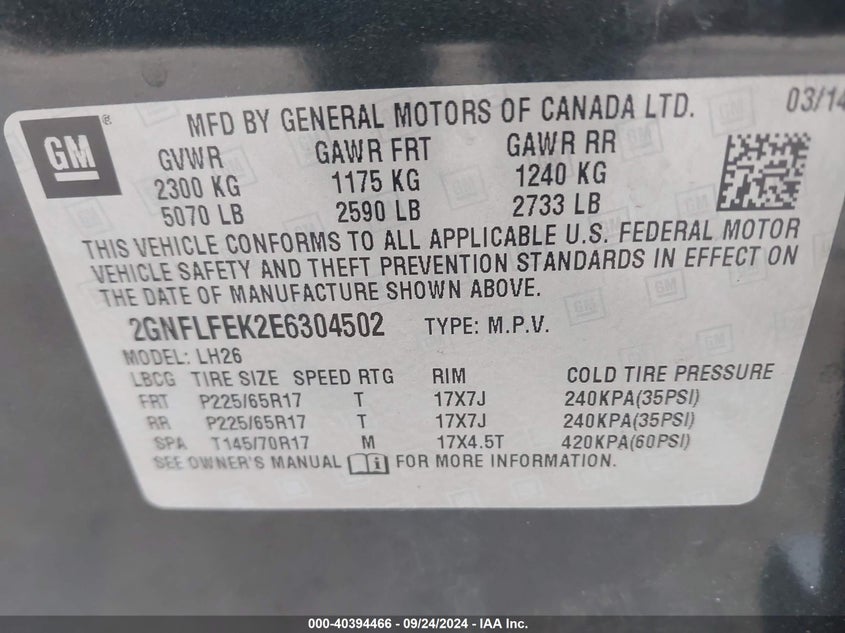 GM ®
MFD BY GENERAL MOTORS OF CANADA LTD. 03/14
GVWR GAWR FRT GAWR RR
2300 KG 1175 KG 1240 KG
5070 LB 2590 LB 2733 LB
THIS VEHICLE CONFORMS TO ALL APPLICABLE U.S. FEDERAL MOTOR
VEHICLE SAFETY AND THEFT PREVENTION STANDARDS IN EFFECT ON
THE DATE OF MANUFACTURE SHOWN ABOVE.
2GNFLFEK2E6304502 TYPE: M.P.V.
MODEL: LH26
LBCG TIRE SIZE SPEED RTG RIM COLD TIRE PRESSURE
FRT P225/65R17 T 17X7J 240KPA(35PSI)
RR P225/65R17 T 17X7J 240KPA(35PSI)
SPA T145/70R17 M 17X4.5T 420KPA(60PSI)
SEE OWNER'S MANUAL FOR MORE INFORMATION.
000-40394466 - 09/24/2024 - IAA Inc.